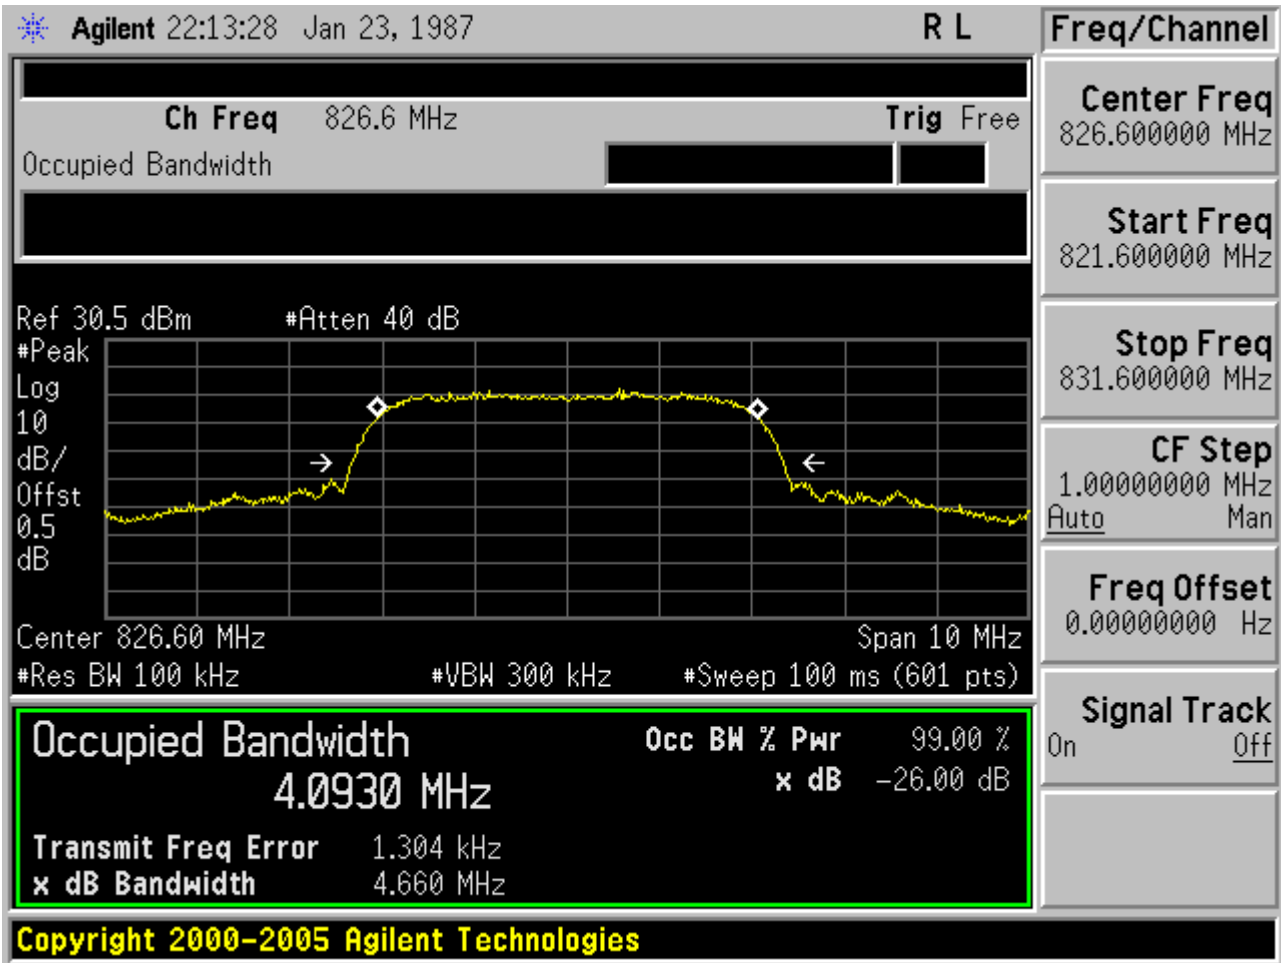 Agilent 22:13:28 Jan 23, 1987 R L
Ch Freq 826.6 MHz Trig Free
Occupied Bandwidth
Ref 30.5 dBm #Atten 40 dB
#Peak
Log
10
dB/
Offst
0.5
dB
Center 826.60 MHz Span 10 MHz
#Res BW 100 kHz #VBW 300 kHz #Sweep 100 ms (601 pts)
Occupied Bandwidth Occ BW % Pwr 99.00 %
4.0930 MHz x dB -26.00 dB
Transmit Freq Error 1.304 kHz
x dB Bandwidth 4.660 MHz
Copyright 2000-2005 Agilent Technologies
Freq/Channel
Center Freq
826.600000 MHz
Start Freq
821.600000 MHz
Stop Freq
831.600000 MHz
CF Step
1.00000000 MHz
Auto Man
Freq Offset
0.00000000 Hz
Signal Track
On Off